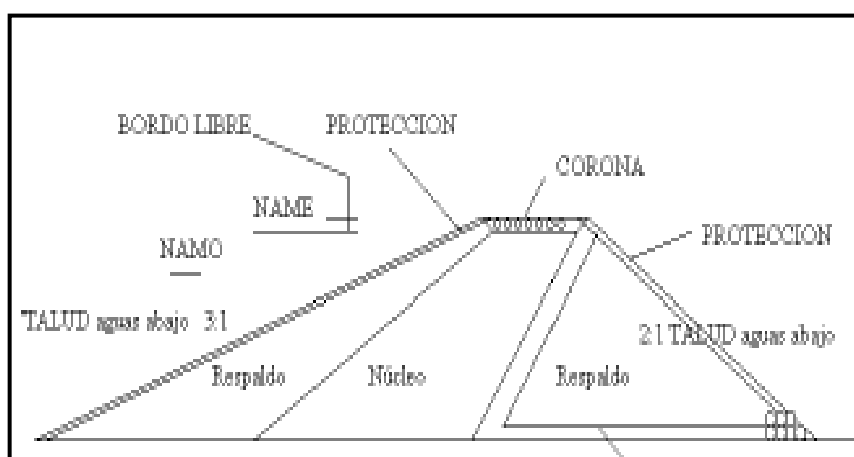 BORDO LIBRE
PROTECCION
CORONA
NAME
PROTECCION
NAMO
TALUD aguas abajo 3:1
2:1 TALUD aguas abajo
Respaldo
Núcleo
Respaldo